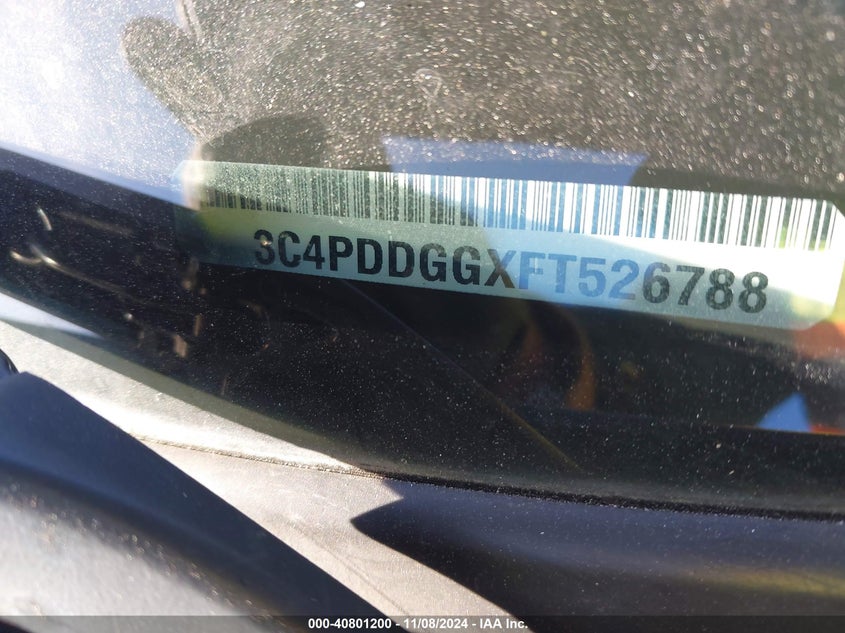 3C4PDDGGXFT526788
000-40801200 - 11/08/2024 - IAA Inc.